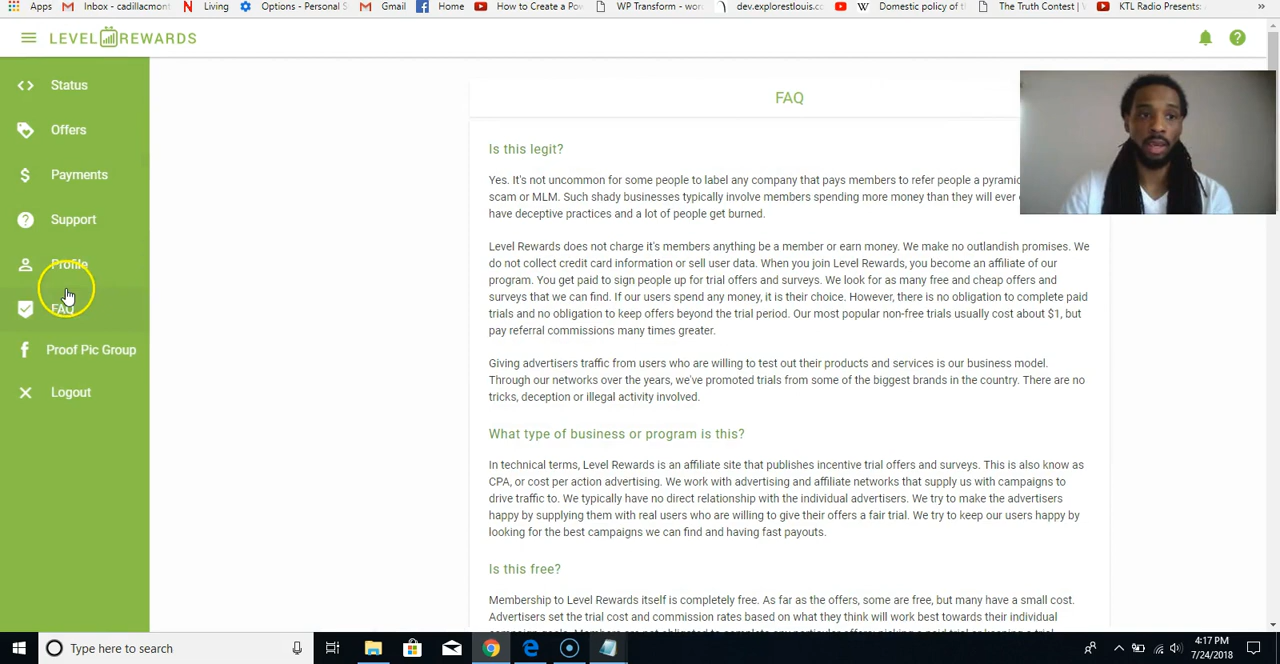 Apps Inbox - cadillacmont Living Options - Personal S Gmail Home How to Create a Pow WP Transform - wor dev.explorestlouis.co Domestic policy of t The Truth Contest | KTL Radio Presents: »
LEVEL REWARDS
Status
Offers
Payments
Support
Profile
FAQ
Proof Pic Group
Logout
FAQ
Is this legit?
Yes. It's not uncommon for some people to label any company that pays members to refer people a pyramid
scam or MLM. Such shady businesses typically involve members spending more money than they will ever
have deceptive practices and a lot of people get burned.
Level Rewards does not charge it's members anything be a member or earn money. We make no outlandish promises. We
do not collect credit card information or sell user data. When you join Level Rewards, you become an affiliate of our
program. You get paid to sign people up for trial offers and surveys. We look for as many free and cheap offers and
surveys that we can find. If our users spend any money, it is their choice. However, there is no obligation to complete paid
trials and no obligation to keep offers beyond the trial period. Our most popular non-free trials usually cost about $1, but
pay referral commissions many times greater.
Giving advertisers traffic from users who are willing to test out their products and services is our business model.
Through our networks over the years, we've promoted trials from some of the biggest brands in the country. There are no
tricks, deception or illegal activity involved.
What type of business or program is this?
In technical terms, Level Rewards is an affiliate site that publishes incentive trial offers and surveys. This is also know as
CPA, or cost per action advertising. We work with advertising and affiliate networks that supply us with campaigns to
drive traffic to. We typically have no direct relationship with the individual advertisers. We try to make the advertisers
happy by supplying them with real users who are willing to give their offers a fair trial. We try to keep our users happy by
looking for the best campaigns we can find and having fast payouts.
Is this free?
Membership to Level Rewards itself is completely free. As far as the offers, some are free, but many have a small cost.
Advertisers set the trial cost and commission rates based on what they think will work best towards their individual
Type here to search
4:17 PM
7/24/2018